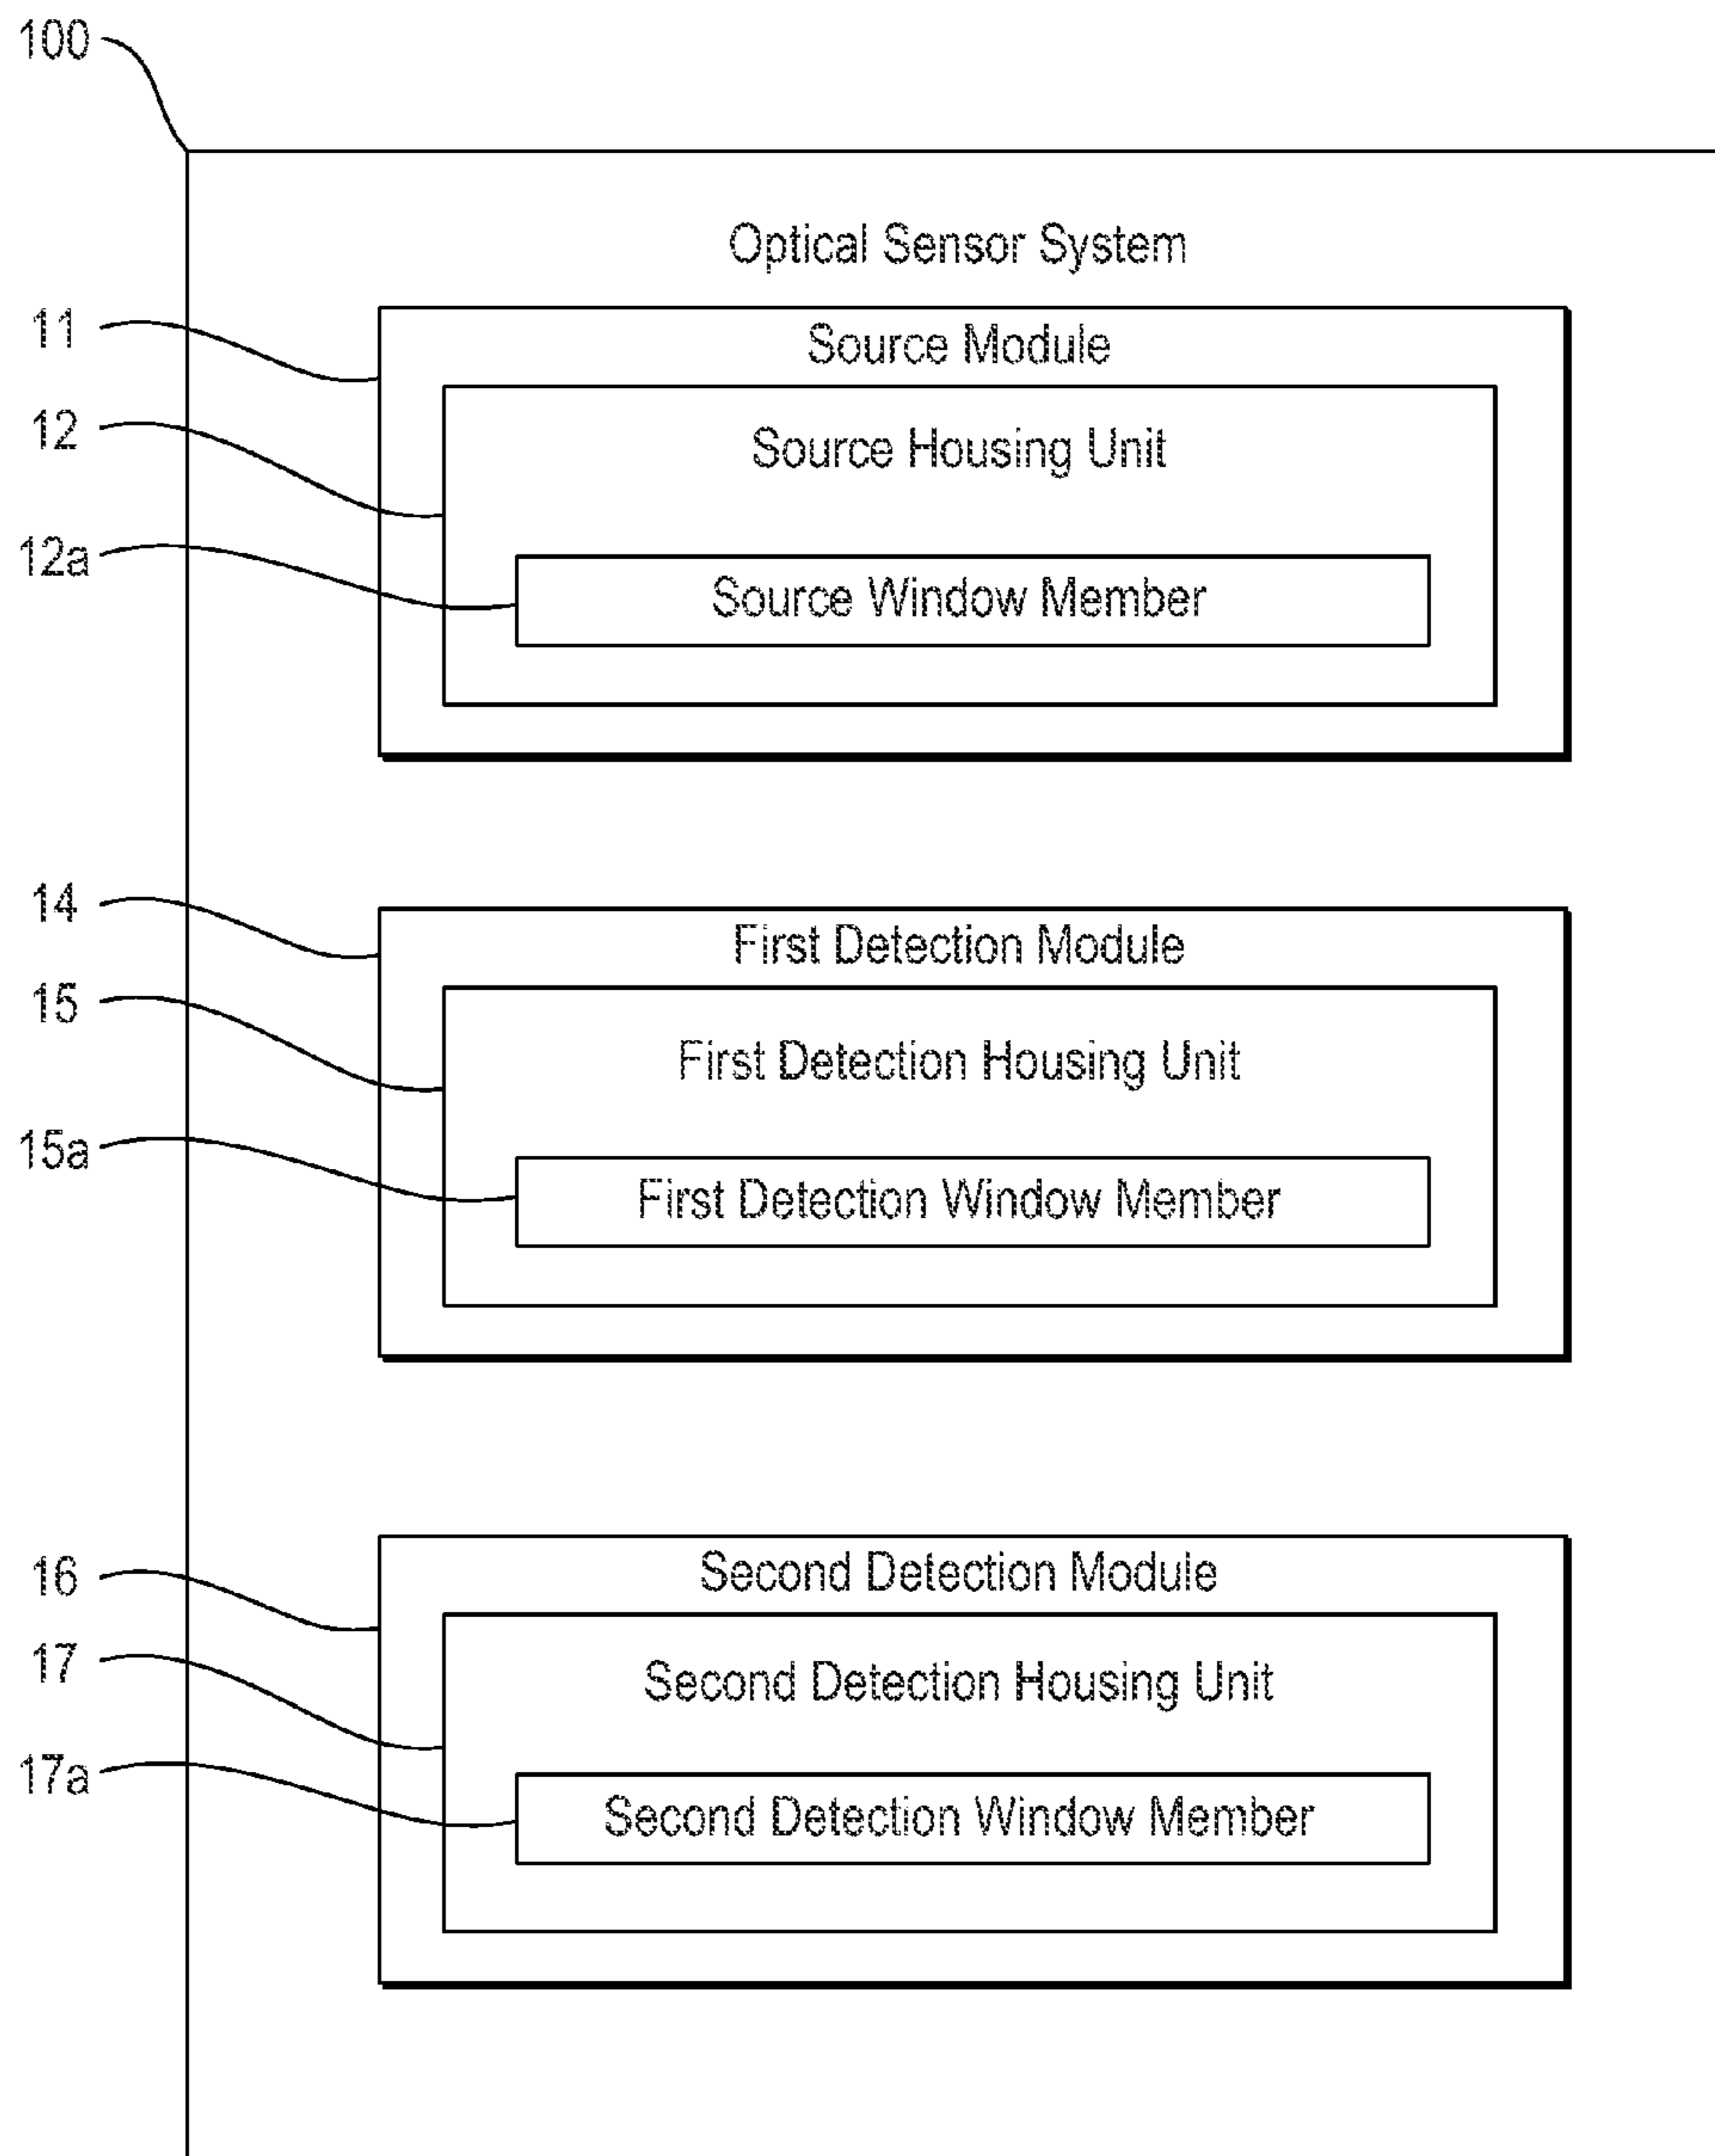 100
Optical Sensor System
11
Source Module
12
Source Housing Unit
12a
Source Window Member
14
First Detection Module
15
First Detection Housing Unit
15a
First Detection Window Member
16
Second Detection Module
17
Second Detection Housing Unit
17a
Second Detection Window Member